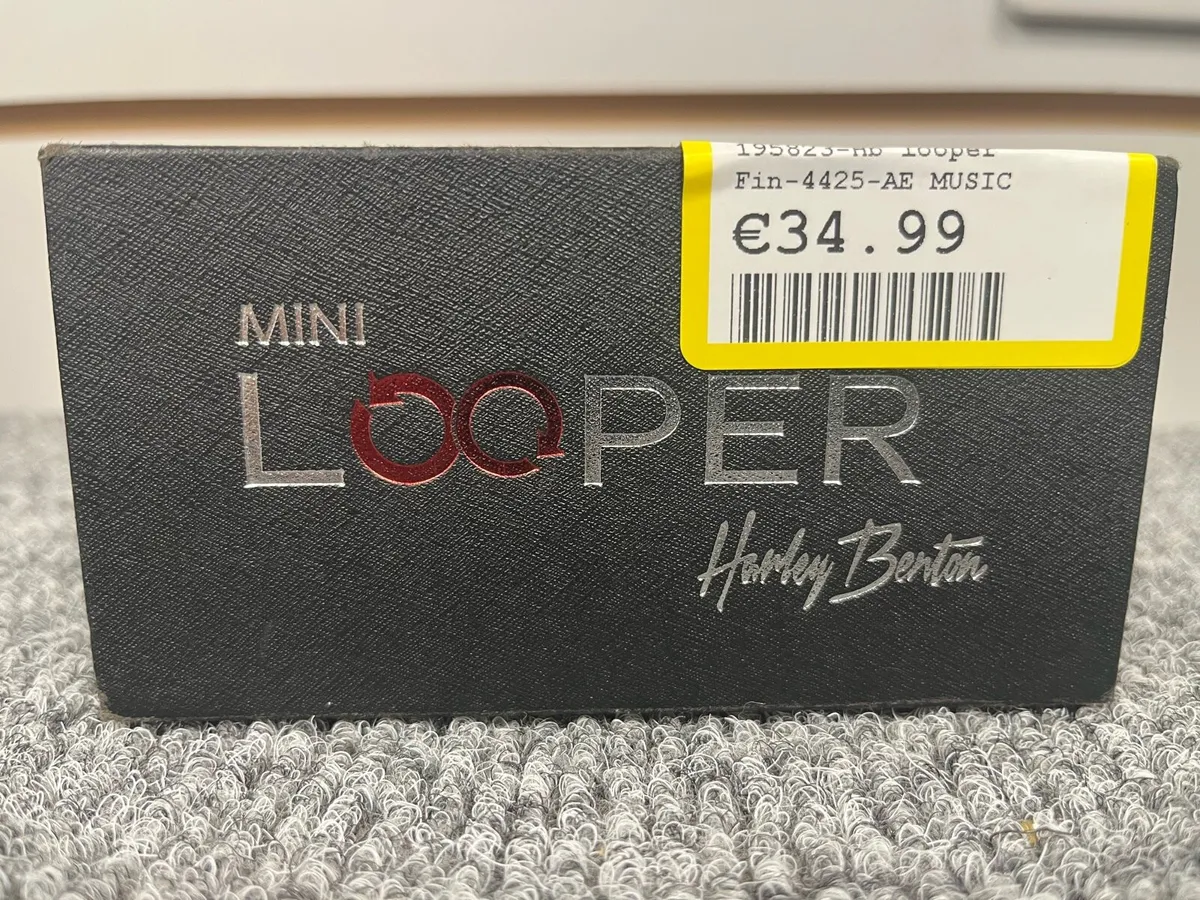 195823-Hb looper
Fin-4425-AE MUSIC
€34.99
MINI
LOOPER
Harley Benton